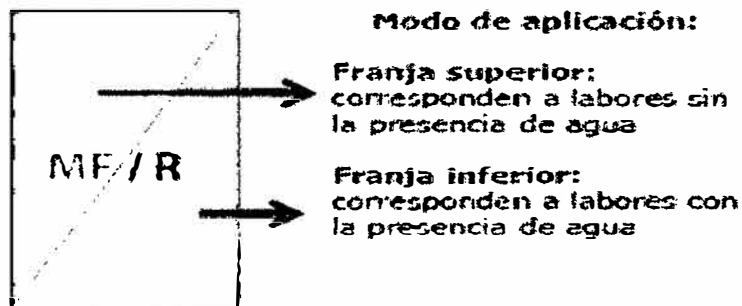 Modo de aplicación:
Franja superior:
corresponden a labores sin
la presencia de agua
MF / R
Franja inferior:
corresponden a labores con
la presencia de agua